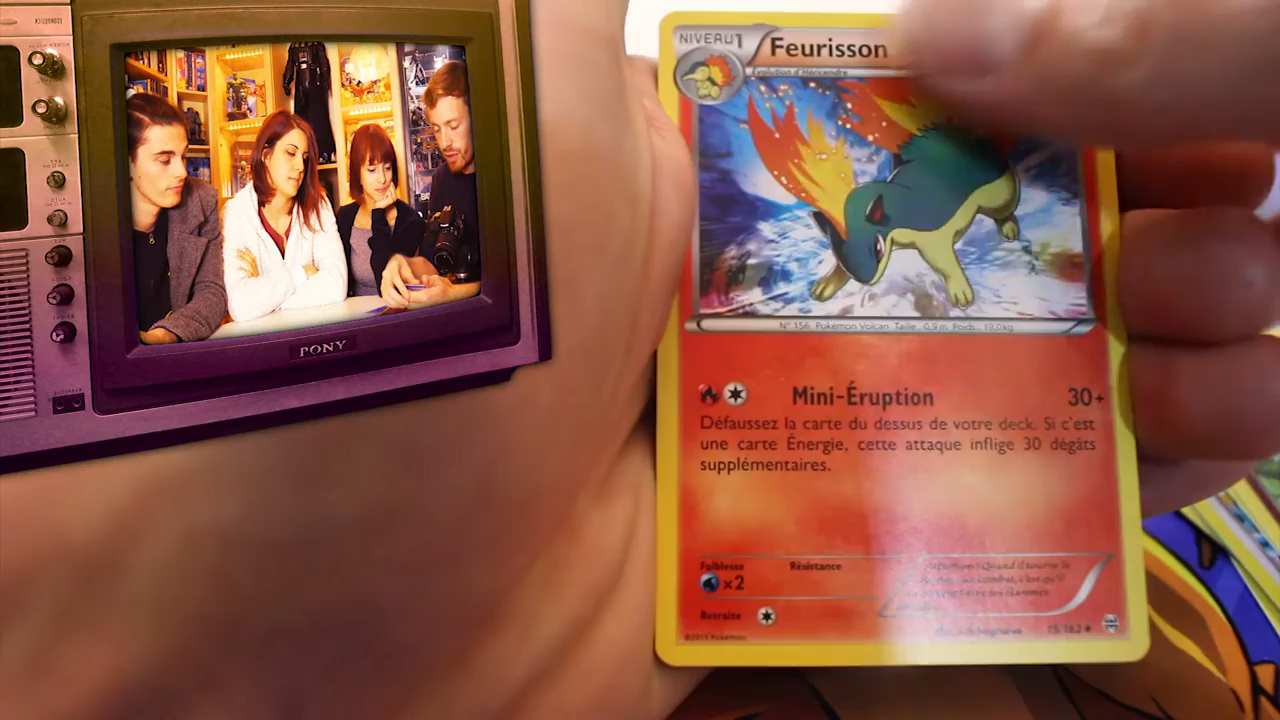 NIVEAU 1
Feurisson
Évolution d'Héricendre
N° 156 Pokémon Volcan Taille : 0,9 m Poids : 19,0 kg
Mini-Éruption 30+
Défaussez la carte du dessus de votre deck. Si c'est
une carte Énergie, cette attaque inflige 30 dégâts
supplémentaires.
Faiblesse Résistance
×2
Retraite
©2015 Pokémon
PONY